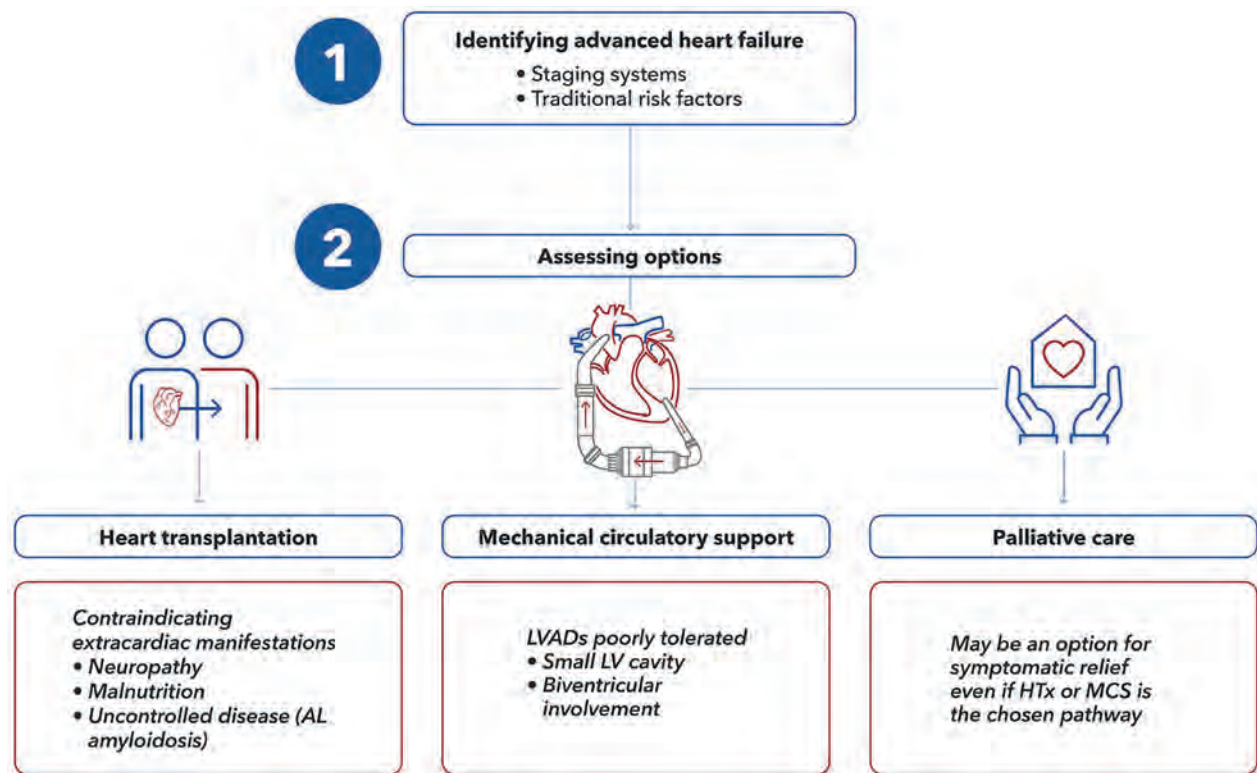 1
Identifying advanced heart failure
• Staging systems
• Traditional risk factors
2
Assessing options
Heart transplantation
Contraindicating
extracardiac manifestations
• Neuropathy
• Malnutrition
• Uncontrolled disease (AL
amyloidosis)
Mechanical circulatory support
LVADs poorly tolerated
• Small LV cavity
• Biventricular
involvement
Palliative care
May be an option for
symptomatic relief
even if HTx or MCS is
the chosen pathway